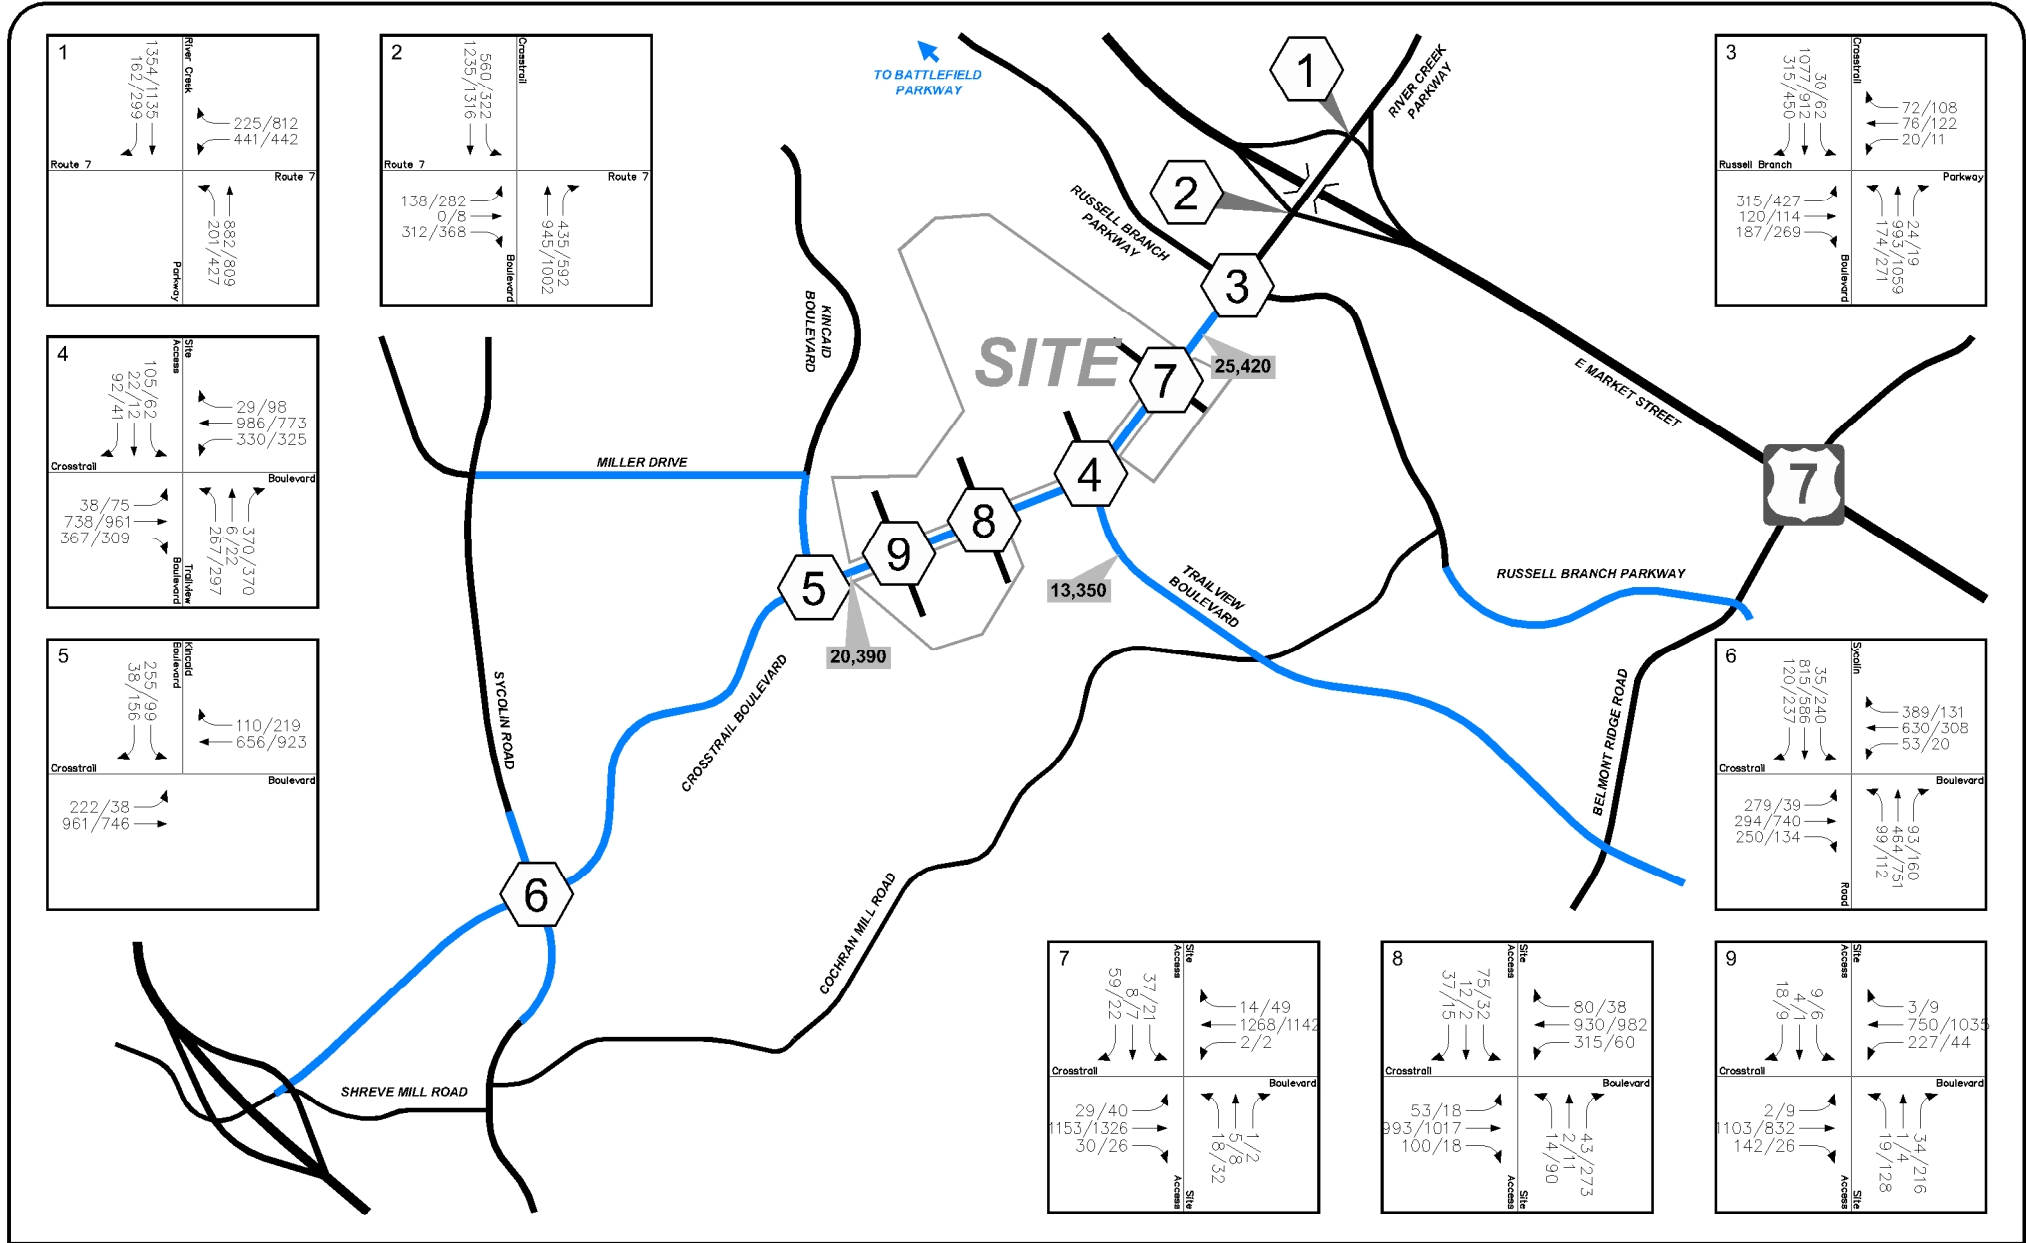 1
River Creek
1354/1135
162/299
225/812
441/442
Route 7
Route 7
882/809
201/427
Parkway
2
Crosstrail
560/322
1235/1316
Route 7
Route 7
138/282
0/8
312/368
435/592
945/1002
Boulevard
TO BATTLEFIELD
PARKWAY
1
RIVER CREEK
PARKWAY
2
RUSSELL BRANCH
PARKWAY
3
3
Crosstrail
30/62
1077/912
315/450
72/108
76/122
20/11
Russell Branch
Parkway
315/427
120/114
187/269
24/19
993/1059
174/271
Boulevard
4
Site
Access
105/62
22/12
92/41
29/98
986/773
330/325
Crosstrail
Boulevard
38/75
738/961
367/309
370/370
6/22
267/297
Trailview
Boulevard
KINCAID
BOULEVARD
SITE
7
25,420
E MARKET STREET
MILLER DRIVE
4
8
9
5
7
13,350
20,390
TRAILVIEW
BOULEVARD
RUSSELL BRANCH PARKWAY
5
Kincaid
Boulevard
255/99
38/156
110/219
656/923
Crosstrail
Boulevard
222/38
961/746
SYCOLIN ROAD
CROSSTRAIL BOULEVARD
BELMONT RIDGE ROAD
6
Sycolin
35/240
815/586
120/237
389/131
630/308
53/20
Crosstrail
Boulevard
279/39
294/740
250/134
93/160
464/751
99/112
Road
6
COCHRAN MILL ROAD
SHREVE MILL ROAD
7
Site
Access
37/21
8/7
59/22
14/49
1268/1142
2/2
Crosstrail
Boulevard
29/40
1153/1326
30/26
1/2
5/8
18/32
Site
Access
8
Site
Access
75/32
12/2
37/15
80/38
930/982
315/60
Crosstrail
Boulevard
53/18
993/1017
100/18
43/273
2/11
14/90
Site
Access
9
Site
Access
9/6
4/1
18/9
3/9
750/1035
227/44
Crosstrail
Boulevard
2/9
1103/832
142/26
34/216
1/4
19/128
Site
Access